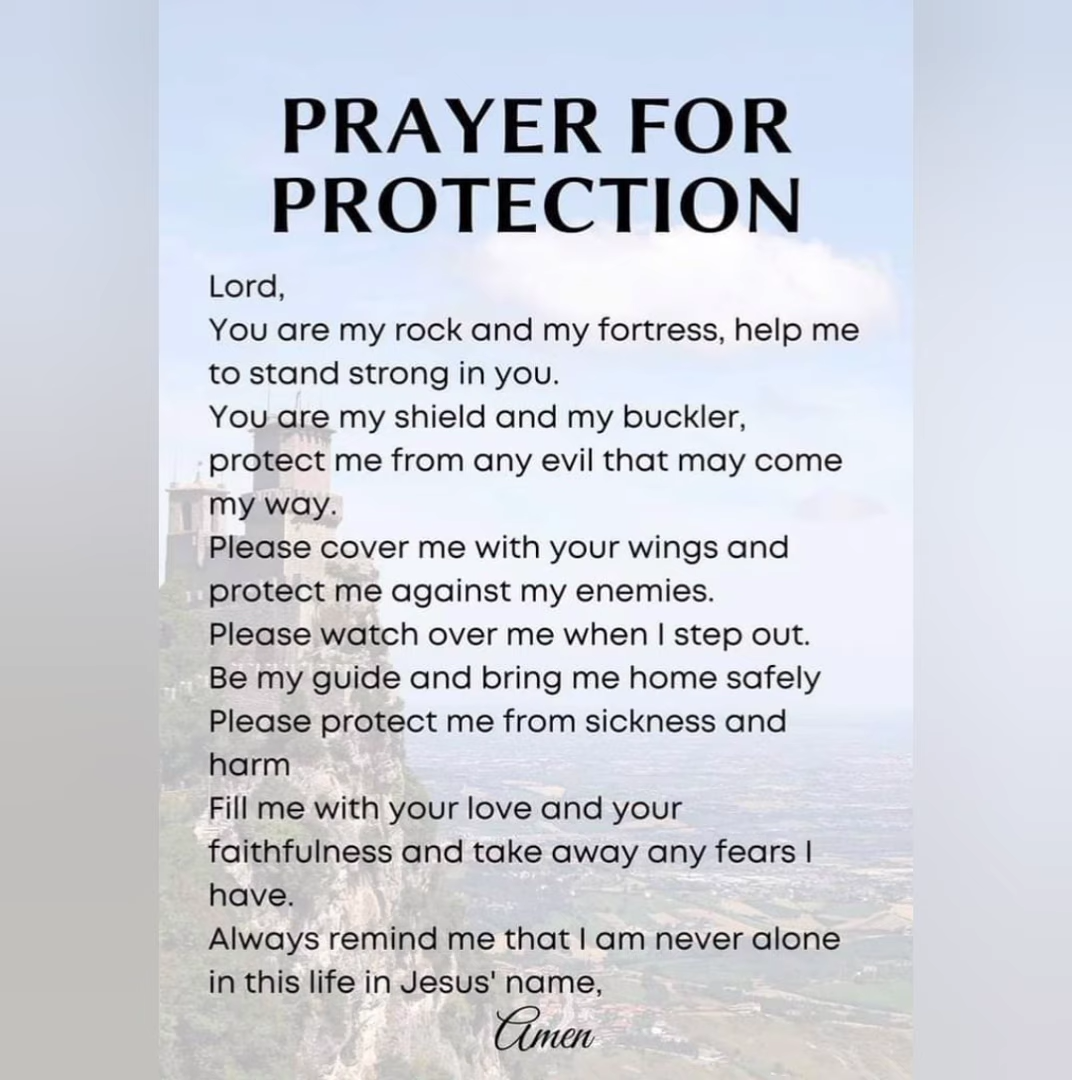 PRAYER FOR
PROTECTION
Lord,
You are my rock and my fortress, help me
to stand strong in you.
You are my shield and my buckler,
protect me from any evil that may come
my way.
Please cover me with your wings and
protect me against my enemies.
Please watch over me when I step out.
Be my guide and bring me home safely
Please protect me from sickness and
harm
Fill me with your love and your
faithfulness and take away any fears I
have.
Always remind me that I am never alone
in this life in Jesus' name,
Amen